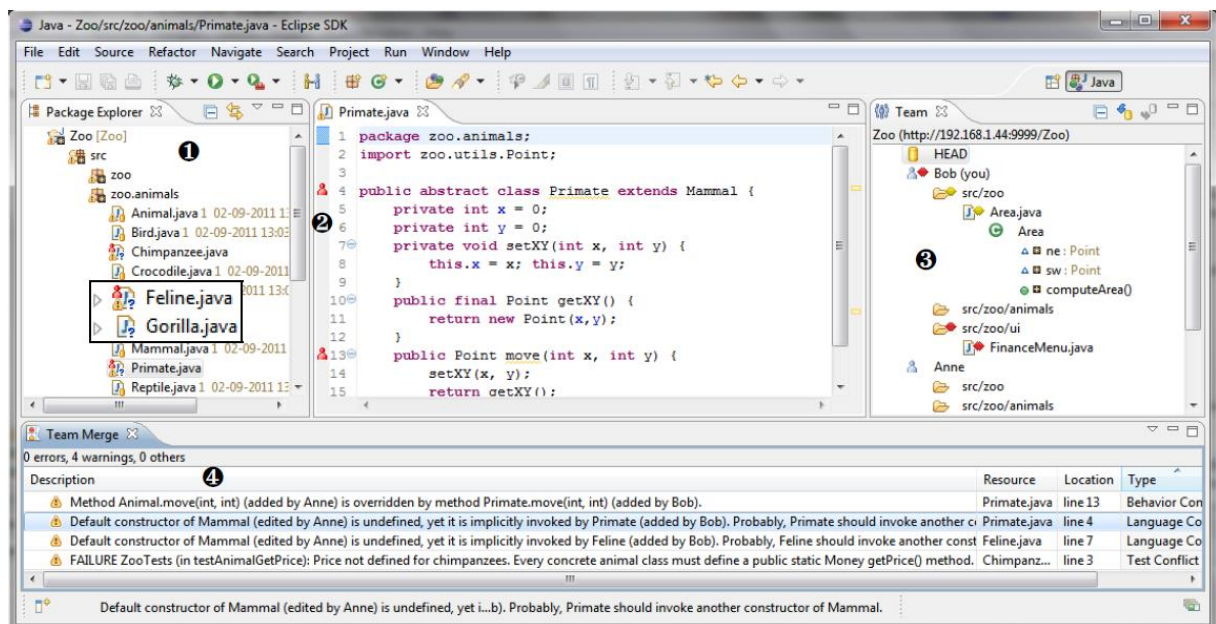 Java - Zoo/src/zoo/animals/Primate.java - Eclipse SDK
File Edit Source Refactor Navigate Search Project Run Window Help
Java
Package Explorer
Zoo [Zoo]
❶
src
zoo
zoo.animals
Animal.java 1 02-09-2011 13
Bird.java 1 02-09-2011 13:03
Chimpanzee.java
Crocodile.java 1 02-09-2011
2011 13:0
Feline.java
Gorilla.java
Mammal.java 1 02-09-2011
Primate.java
Reptile.java 1 02-09-2011 13
Primate.java
❷
1 package zoo.animals;
2 import zoo.utils.Point;
3
4 public abstract class Primate extends Mammal {
5 private int x = 0;
6 private int y = 0;
7 private void setXY(int x, int y) {
8 this.x = x; this.y = y;
9 }
10 public final Point getXY() {
11 return new Point(x,y);
12 }
13 public Point move(int x, int y) {
14 setXY(x, y);
15 return getXY();
Team
Zoo (http://192.168.1.44:9999/Zoo)
HEAD
Bob (you)
src/zoo
Area.java
Area
❸
ne : Point
sw : Point
computeArea()
src/zoo/animals
src/zoo/ui
FinanceMenu.java
Anne
src/zoo
src/zoo/animals
Team Merge
0 errors, 4 warnings, 0 others
❹
Description Resource Location Type
Method Animal.move(int, int) (added by Anne) is overridden by method Primate.move(int, int) (added by Bob). Primate.java line 13 Behavior Con
Default constructor of Mammal (edited by Anne) is undefined, yet it is implicitly invoked by Primate (added by Bob). Probably, Primate should invoke another co Primate.java line 4 Language Co
Default constructor of Mammal (edited by Anne) is undefined, yet it is implicitly invoked by Feline (added by Bob). Probably, Feline should invoke another const Feline.java line 7 Language Co
FAILURE ZooTests (in testAnimalGetPrice): Price not defined for chimpanzees. Every concrete animal class must define a public static Money getPrice() method. Chimpanz... line 3 Test Conflict
Default constructor of Mammal (edited by Anne) is undefined, yet i...b). Probably, Primate should invoke another constructor of Mammal.